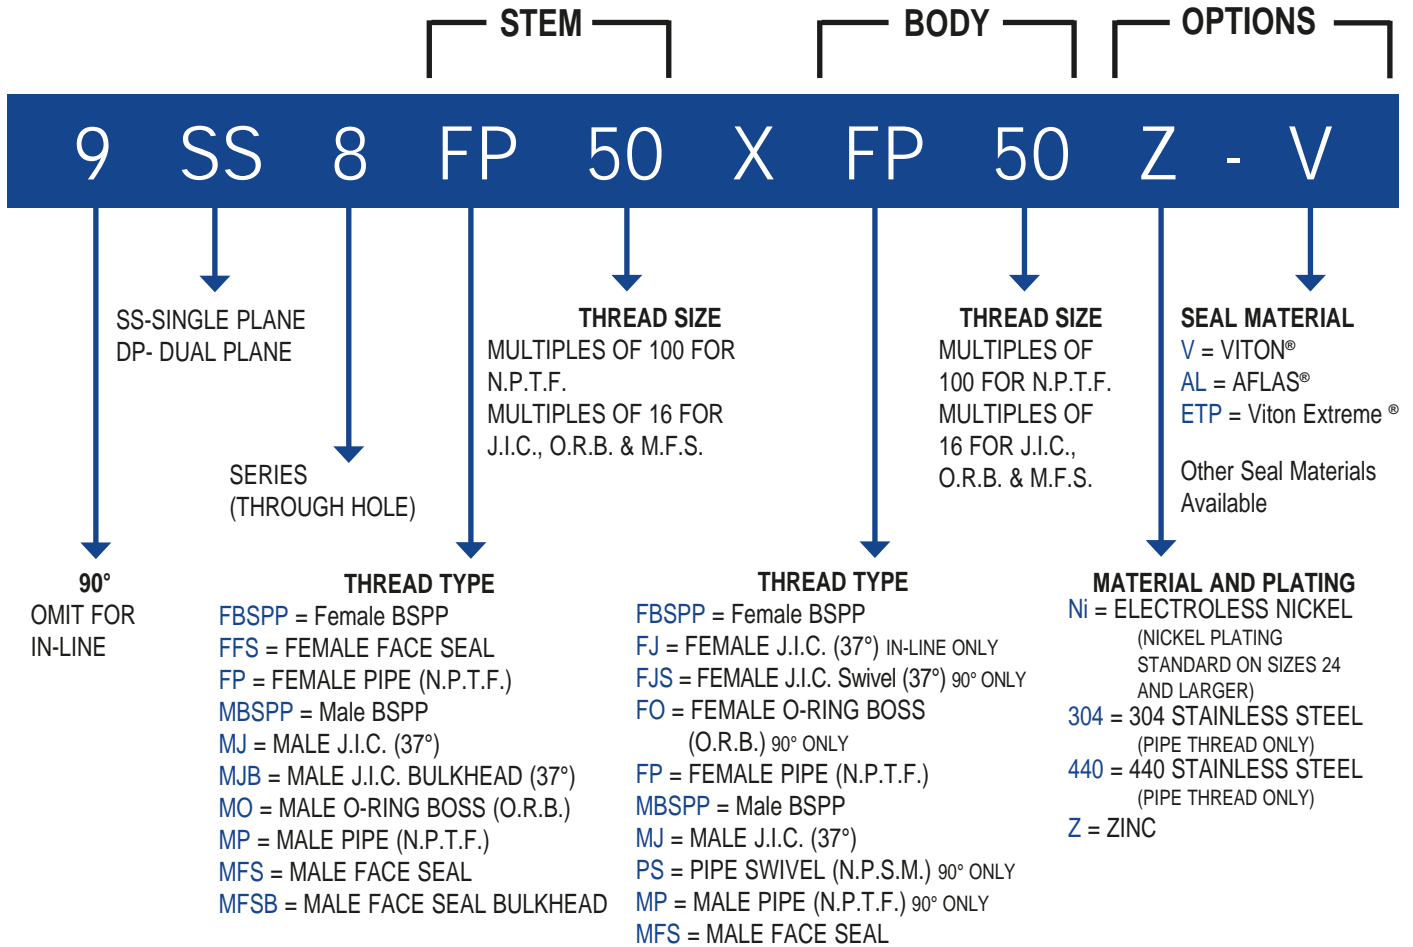 STEM BODY OPTIONS
9 SS 8 FP 50 X FP 50 Z - V
SS-SINGLE PLANE
DP- DUAL PLANE
SERIES
(THROUGH HOLE)
90°
OMIT FOR
IN-LINE
THREAD SIZE
MULTIPLES OF 100 FOR
N.P.T.F.
MULTIPLES OF 16 FOR
J.I.C., O.R.B. & M.F.S.
THREAD TYPE
FBSPP = Female BSPP
FFS = FEMALE FACE SEAL
FP = FEMALE PIPE (N.P.T.F.)
MBSPP = Male BSPP
MJ = MALE J.I.C. (37°)
MJB = MALE J.I.C. BULKHEAD (37°)
MO = MALE O-RING BOSS (O.R.B.)
MP = MALE PIPE (N.P.T.F.)
MFS = MALE FACE SEAL
MFSB = MALE FACE SEAL BULKHEAD
THREAD SIZE
MULTIPLES OF
100 FOR N.P.T.F.
MULTIPLES OF
16 FOR J.I.C.,
O.R.B. & M.F.S.
THREAD TYPE
FBSPP = Female BSPP
FJ = FEMALE J.I.C. (37°) IN-LINE ONLY
FJS = FEMALE J.I.C. Swivel (37°) 90° ONLY
FO = FEMALE O-RING BOSS
(O.R.B.) 90° ONLY
FP = FEMALE PIPE (N.P.T.F.)
MBSPP = Male BSPP
MJ = MALE J.I.C. (37°)
PS = PIPE SWIVEL (N.P.S.M.) 90° ONLY
MP = MALE PIPE (N.P.T.F.) 90° ONLY
MFS = MALE FACE SEAL
SEAL MATERIAL
V = VITON®
AL = AFLAS®
ETP = Viton Extreme ®
Other Seal Materials
Available
MATERIAL AND PLATING
Ni = ELECTROLESS NICKEL
(NICKEL PLATING
STANDARD ON SIZES 24
AND LARGER)
304 = 304 STAINLESS STEEL
(PIPE THREAD ONLY)
440 = 440 STAINLESS STEEL
(PIPE THREAD ONLY)
Z = ZINC